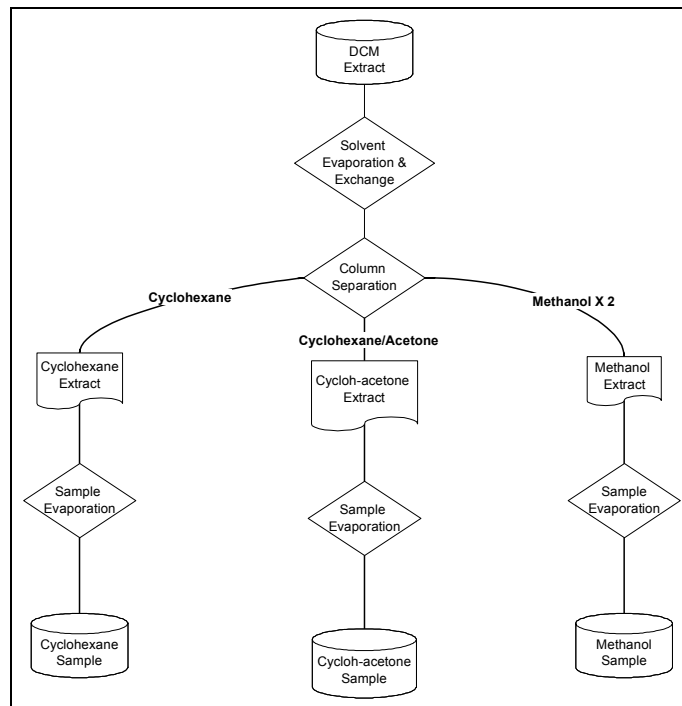 DCM
Extract
Solvent
Evaporation &
Exchange
Column
Separation
Cyclohexane
Methanol X 2
Cyclohexane/Acetone
Cyclohexane
Extract
Cycloh-acetone
Extract
Methanol
Extract
Sample
Evaporation
Sample
Evaporation
Sample
Evaporation
Cyclohexane
Sample
Cycloh-acetone
Sample
Methanol
Sample